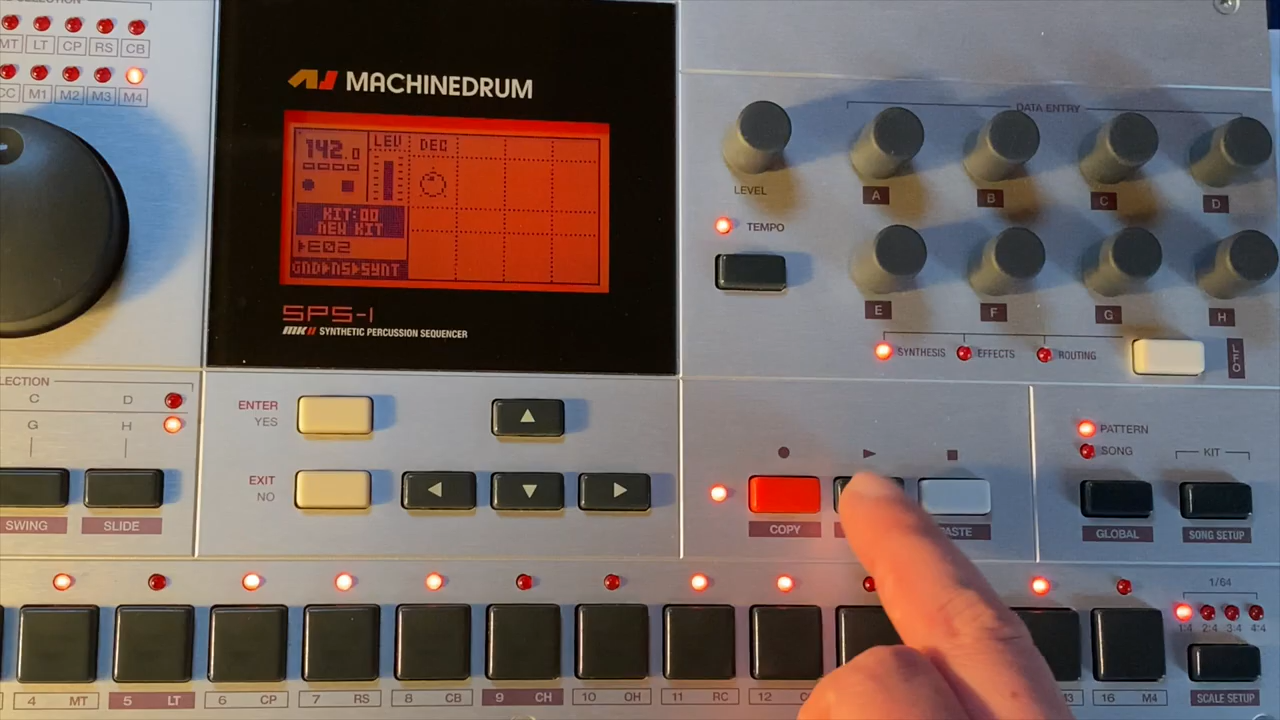 MT LT CP RS CB
CC M1 M2 M3 M4
MACHINEDRUM
142.0
LEV
DEC
KIT:00
NEW KIT
E02
GND NS SYNT
SPS-1
MKII SYNTHETIC PERCUSSION SEQUENCER
DATA ENTRY
LEVEL
A B C D
TEMPO
E F G H
SYNTHESIS EFFECTS ROUTING
LFO
C D
G H
SWING SLIDE
ENTER
YES
EXIT
NO
COPY
PATTERN
SONG
KIT
GLOBAL
SONG SETUP
1/64
1:4 2:4 3:4 4:4
4 MT
5 LT
6 CP
7 RS
8 CB
9 CH
10 OH
11 RC
12
16 M4
SCALE SETUP